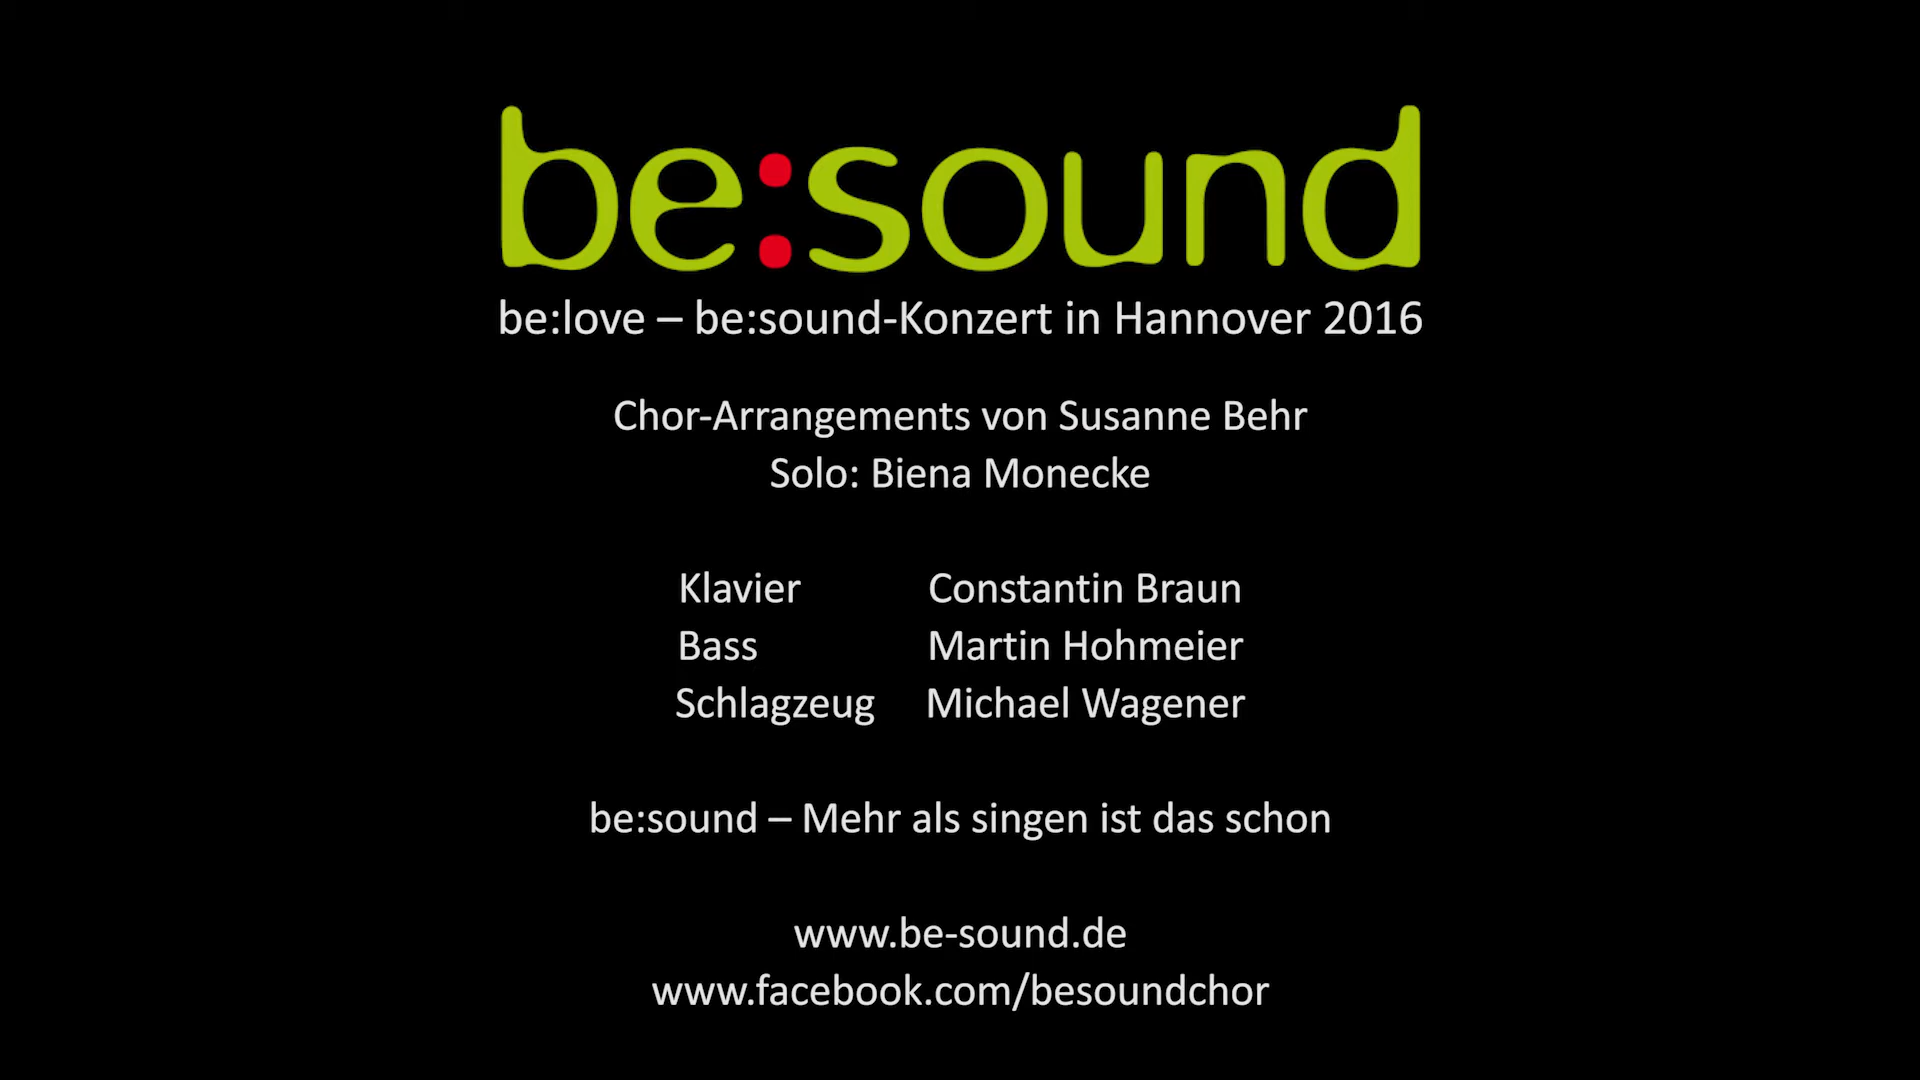 be:sound
be:love – be:sound-Konzert in Hannover 2016
Chor-Arrangements von Susanne Behr
Solo: Biena Monecke
Klavier Constantin Braun
Bass Martin Hohmeier
Schlagzeug Michael Wagener
be:sound – Mehr als singen ist das schon
www.be-sound.de
www.facebook.com/besoundchor